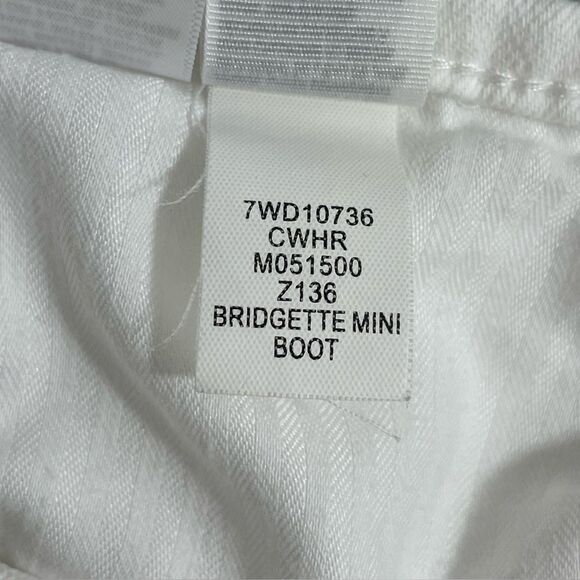 7WD10736
CWHR
M051500
Z136
BRIDGETTE MINI
BOOT